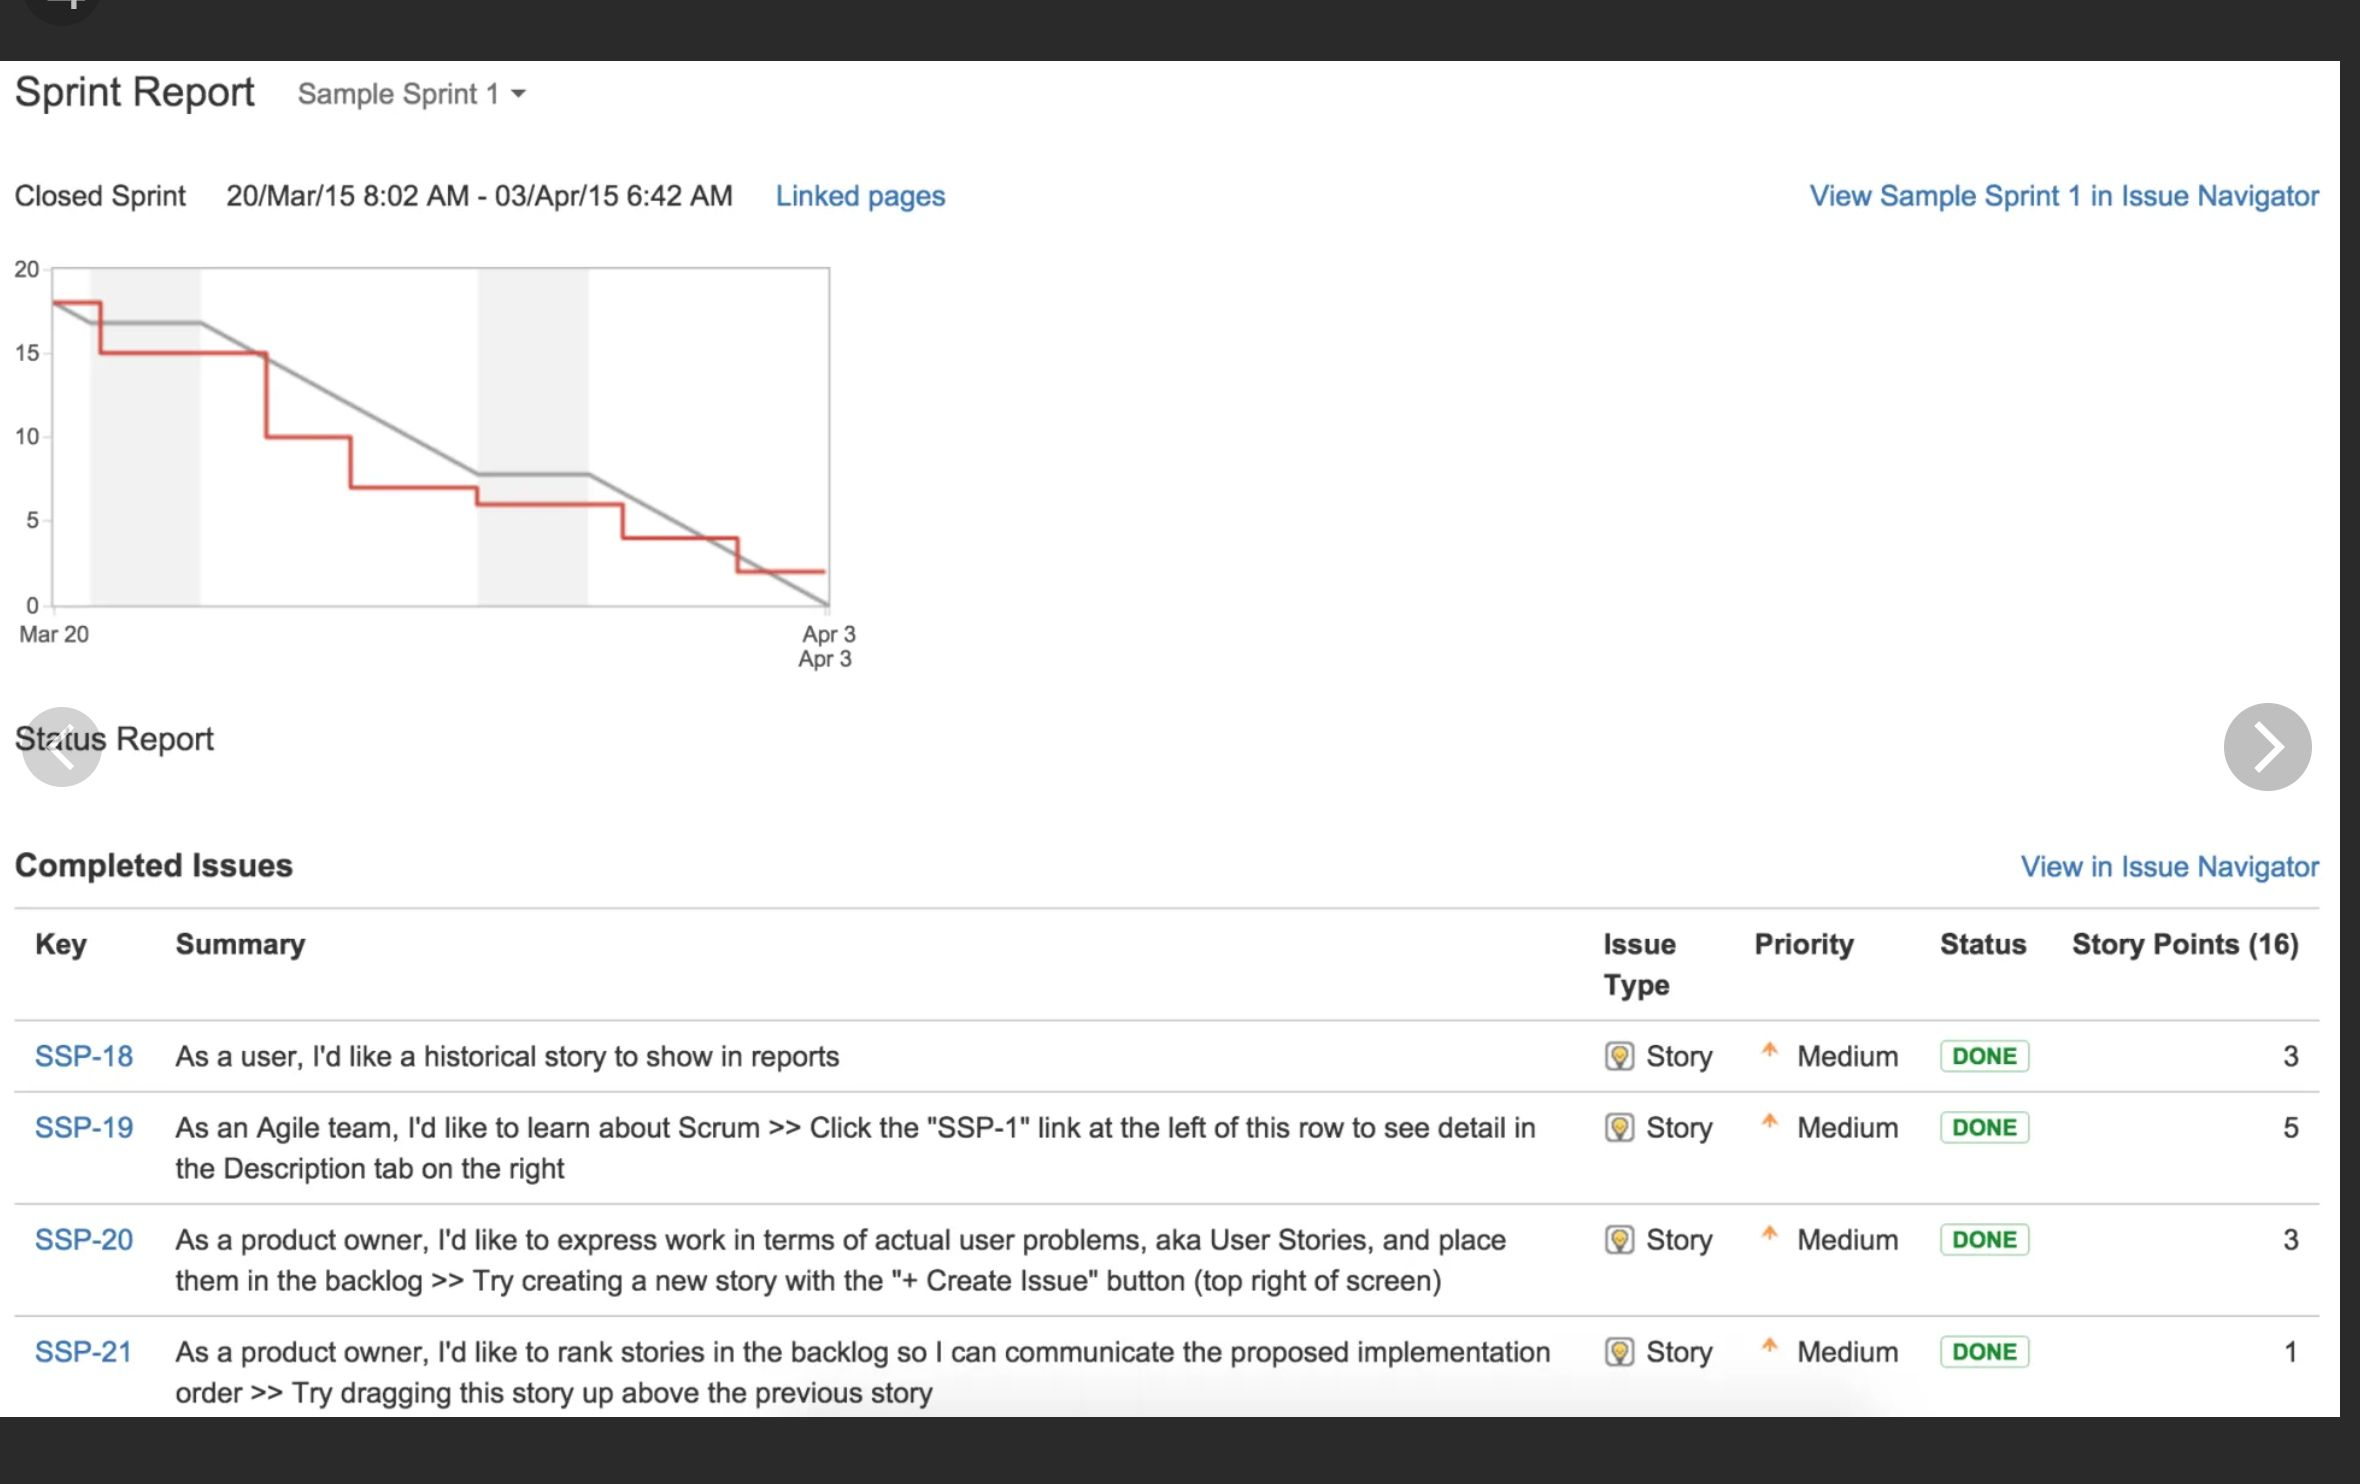 Sprint Report Sample Sprint 1
Closed Sprint 20/Mar/15 8:02 AM - 03/Apr/15 6:42 AM Linked pages View Sample Sprint 1 in Issue Navigator
20
15
10
5
0
Mar 20 Apr 3
Apr 3
Status Report
Completed Issues View in Issue Navigator
Key Summary Issue Type Priority Status Story Points (16)
SSP-18 As a user, I'd like a historical story to show in reports Story Medium DONE 3
SSP-19 As an Agile team, I'd like to learn about Scrum >> Click the "SSP-1" link at the left of this row to see detail in Story Medium DONE 5
the Description tab on the right
SSP-20 As a product owner, I'd like to express work in terms of actual user problems, aka User Stories, and place Story Medium DONE 3
them in the backlog >> Try creating a new story with the "+ Create Issue" button (top right of screen)
SSP-21 As a product owner, I'd like to rank stories in the backlog so I can communicate the proposed implementation Story Medium DONE 1
order >> Try dragging this story up above the previous story